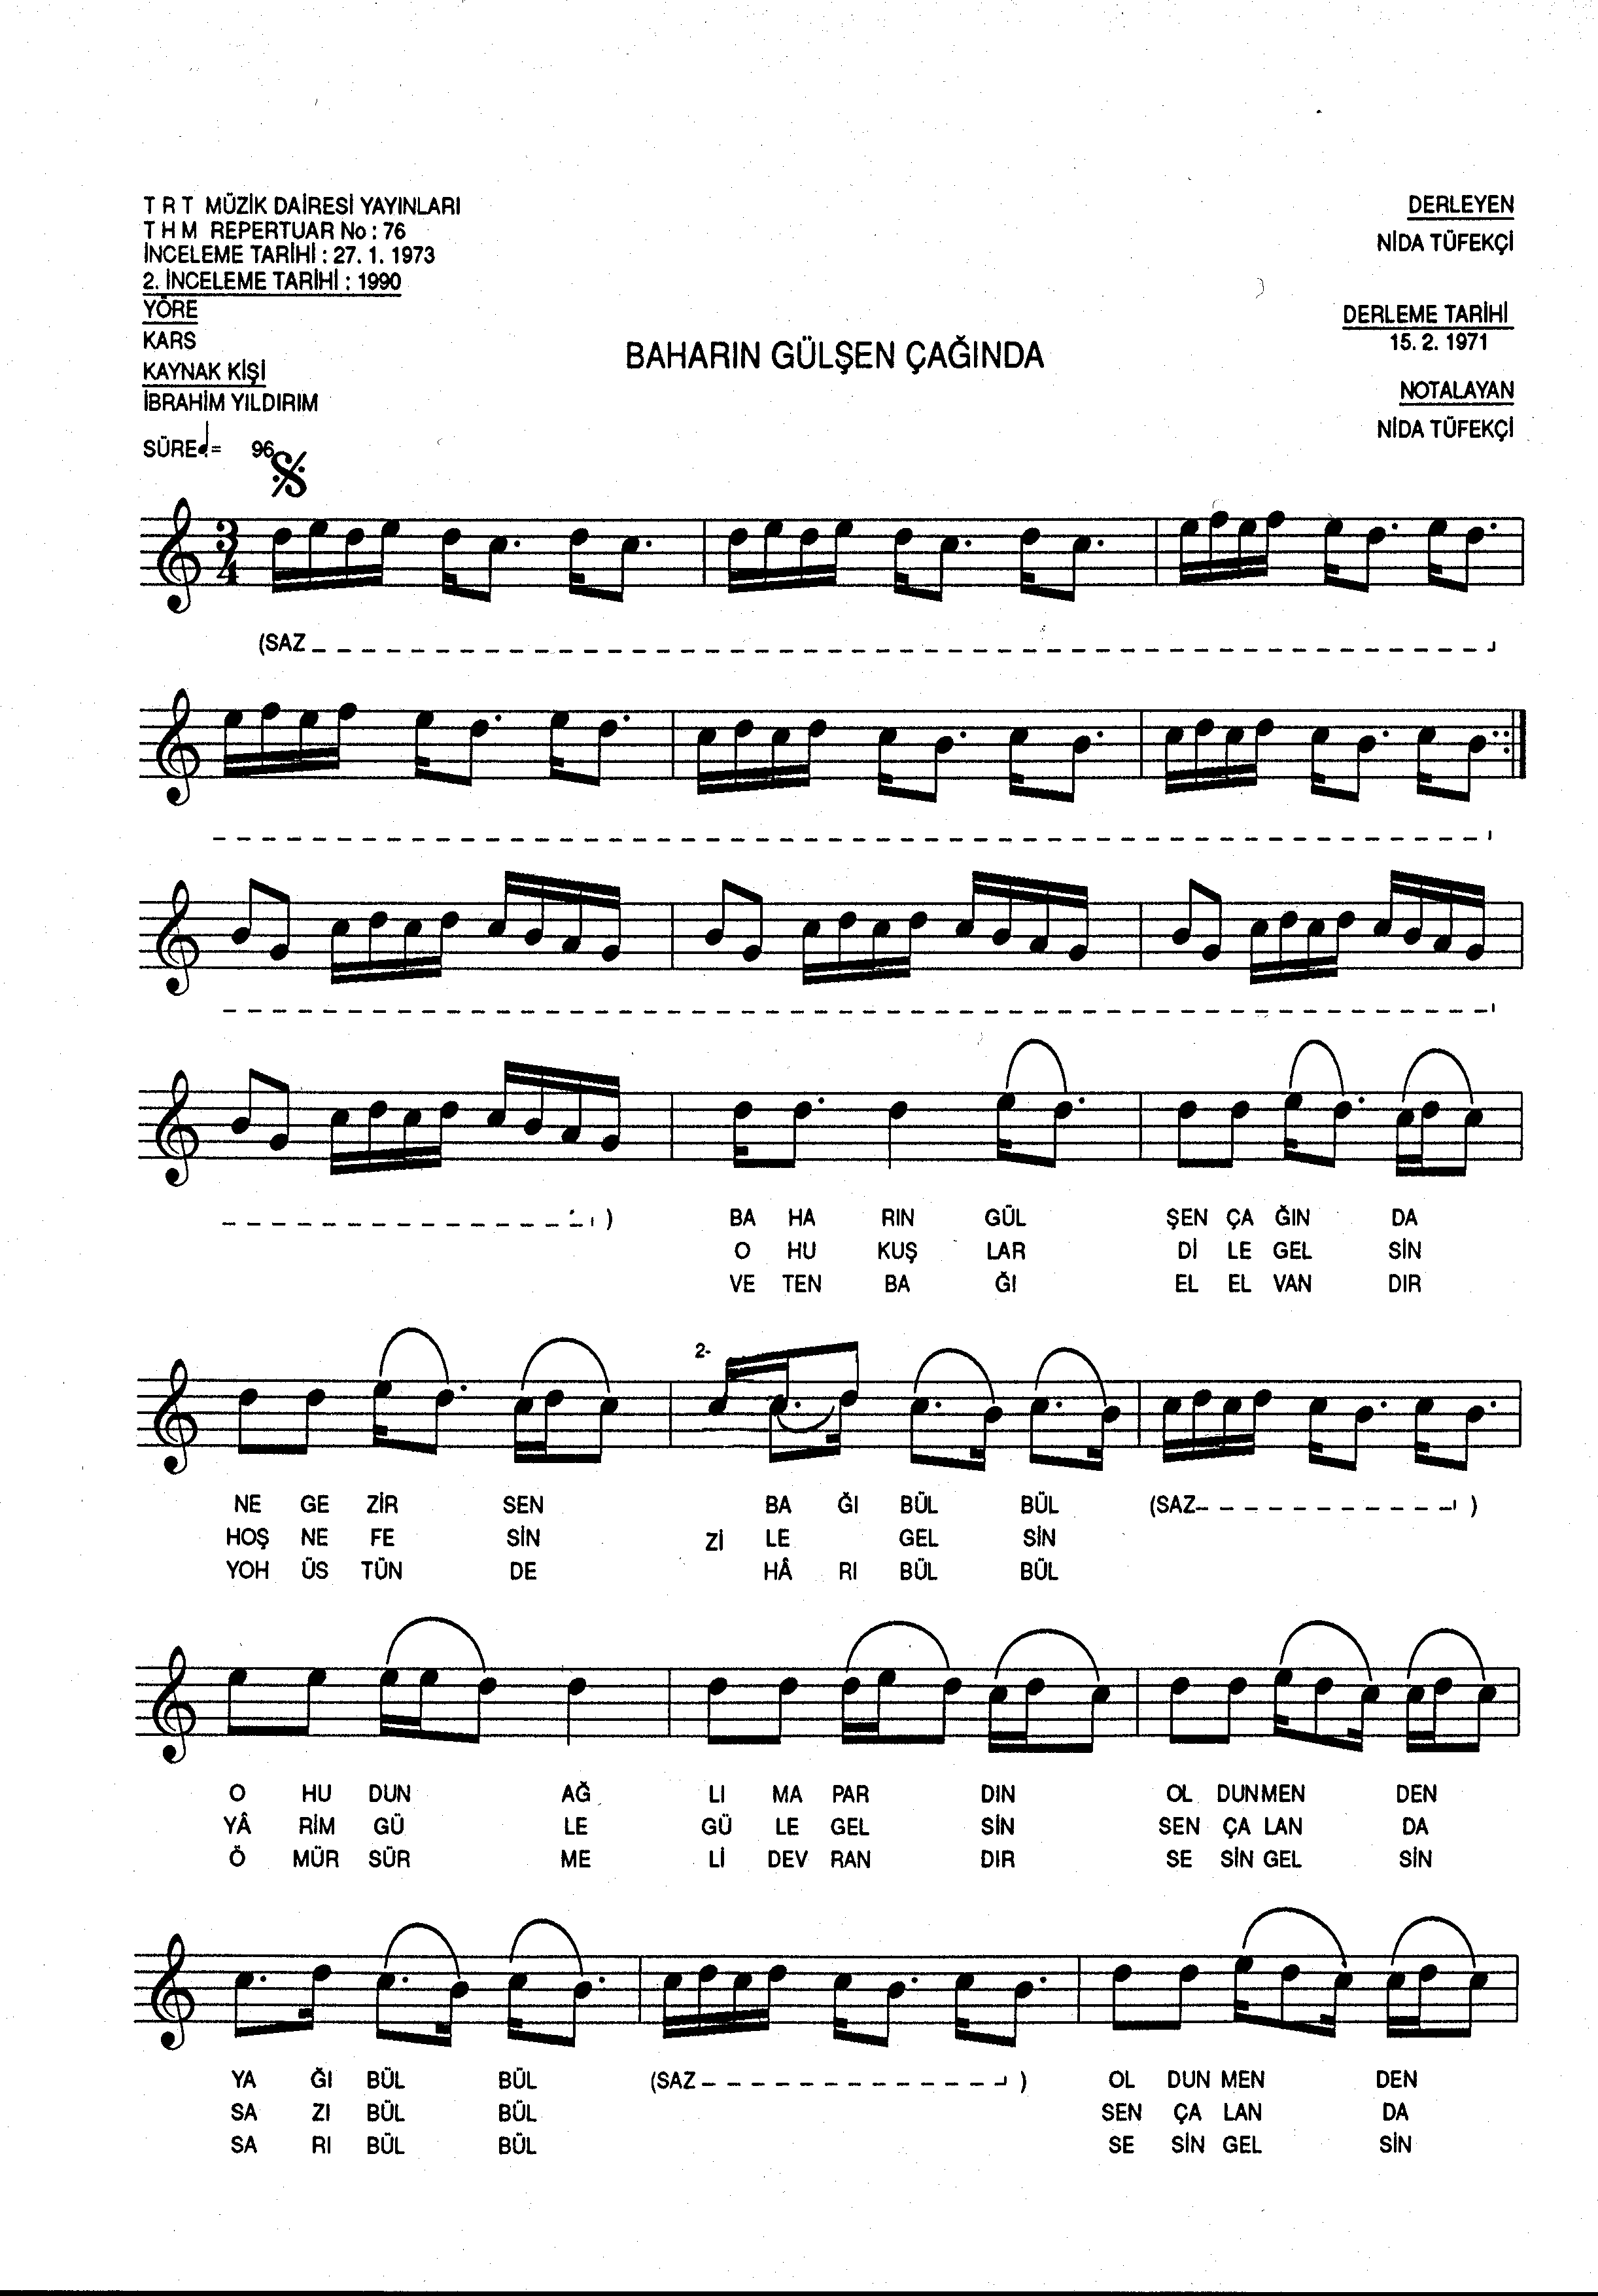 T R T MÜZİK DAİRESİ YAYINLARI
T H M REPERTUAR No : 76
İNCELEME TARİHİ : 27. 1. 1973
2. İNCELEME TARİHİ : 1990
YÖRE
KARS
KAYNAK KİŞİ
İBRAHİM YILDIRIM
SÜRE = 96
DERLEYEN
NİDA TÜFEKÇİ
DERLEME TARİHİ
15. 2. 1971
NOTALAYAN
NİDA TÜFEKÇİ
BAHARIN GÜLŞEN ÇAĞINDA
3
4
(SAZ
)
BA HA RIN GÜL ŞEN ÇA ĞIN DA
O HU KUŞ LAR Dİ LE GEL SİN
VE TEN BA ĞI EL EL VAN DIR
2-
NE GE ZİR SEN BA ĞI BÜL BÜL (SAZ )
HOŞ NE FE SİN Zİ LE GEL SİN
YOH ÜS TÜN DE HÂ RI BÜL BÜL
O HU DUN AĞ LI MA PAR DIN OL DUN MEN DEN
YÂ RİM GÜ LE GÜ LE GEL SİN SEN ÇA LAN DA
Ö MÜR SÜR ME Lİ DEV RAN DIR SE SİN GEL SİN
YA ĞI BÜL BÜL (SAZ ) OL DUN MEN DEN
SA ZI BÜL BÜL SEN ÇA LAN DA
SA RI BÜL BÜL SE SİN GEL SİN